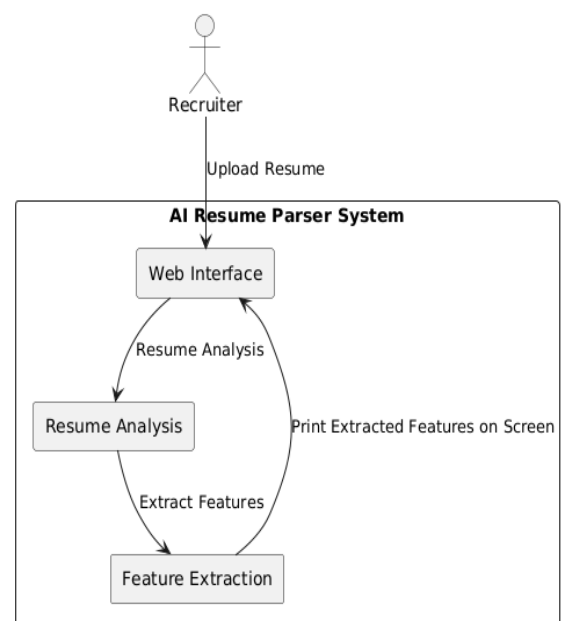 Recruiter
Upload Resume
AI Resume Parser System
Web Interface
Resume Analysis
Resume Analysis
Print Extracted Features on Screen
Extract Features
Feature Extraction